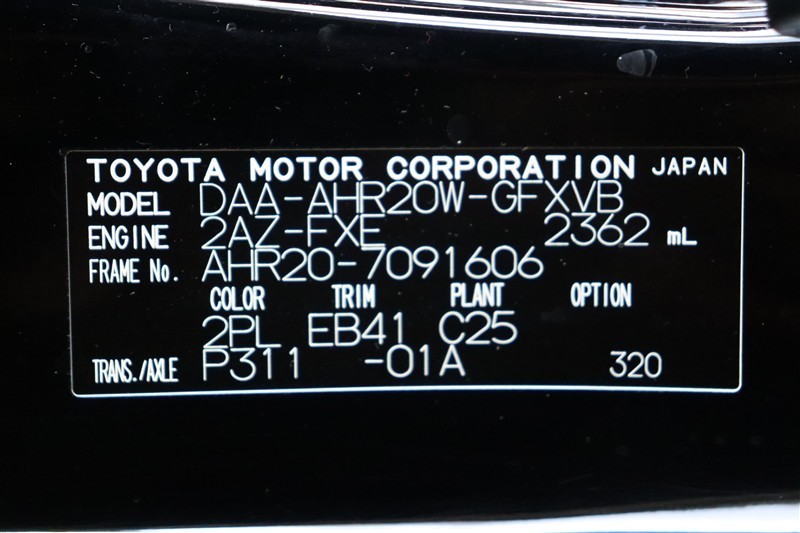 TOYOTA MOTOR CORPORATION JAPAN
MODEL DAA-AHR20W-GFXVB
ENGINE 2AZ-FXE 2362 mL
FRAME No. AHR20-7091606
COLOR TRIM PLANT OPTION
2PL EB41 C25
TRANS./AXLE P311 -01A 320